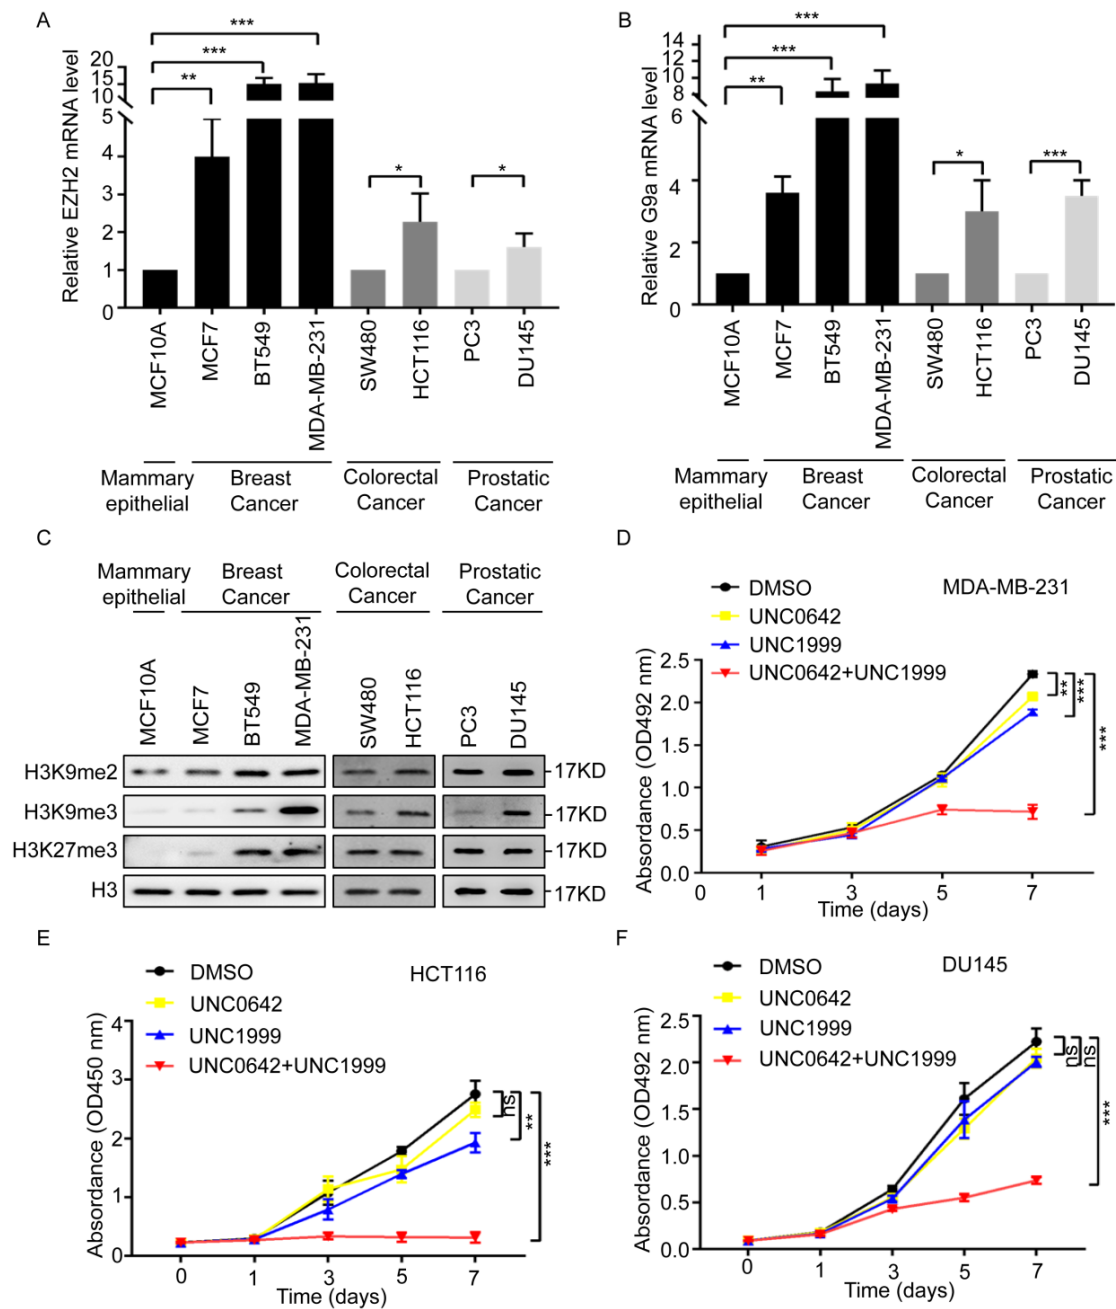 A
Relative EZH2 mRNA level
20
15
10
5
4
2
1
0
**
***
***
*
*
MCF10A
MCF7
BT549
MDA-MB-231
SW480
HCT116
PC3
DU145
Mammary
epithelial
Breast
Cancer
Colorectal
Cancer
Prostatic
Cancer
B
Relative G9a mRNA level
14
12
10
8
6
4
2
0
**
***
***
*
***
MCF10A
MCF7
BT549
MDA-MB-231
SW480
HCT116
PC3
DU145
Mammary
epithelial
Breast
Cancer
Colorectal
Cancer
Prostatic
Cancer
C
Mammary
epithelial
Breast
Cancer
Colorectal
Cancer
Prostatic
Cancer
MCF10A
MCF7
BT549
MDA-MB-231
SW480
HCT116
PC3
DU145
H3K9me2
17KD
H3K9me3
17KD
H3K27me3
17KD
H3
17KD
D
MDA-MB-231
DMSO
UNC0642
UNC1999
UNC0642+UNC1999
Absordance (OD492 nm)
2.5
2.0
1.5
1.0
0.5
0.0
0
1
3
5
7
Time (days)
**
***
***
E
HCT116
DMSO
UNC0642
UNC1999
UNC0642+UNC1999
Absordance (OD450 nm)
4
3
2
1
0
0
1
3
5
7
Time (days)
ns
**
***
F
DU145
DMSO
UNC0642
UNC1999
UNC0642+UNC1999
Absordance (OD492 nm)
2.5
2.0
1.5
1.0
0.5
0.0
0
1
3
5
7
Time (days)
ns
ns
***